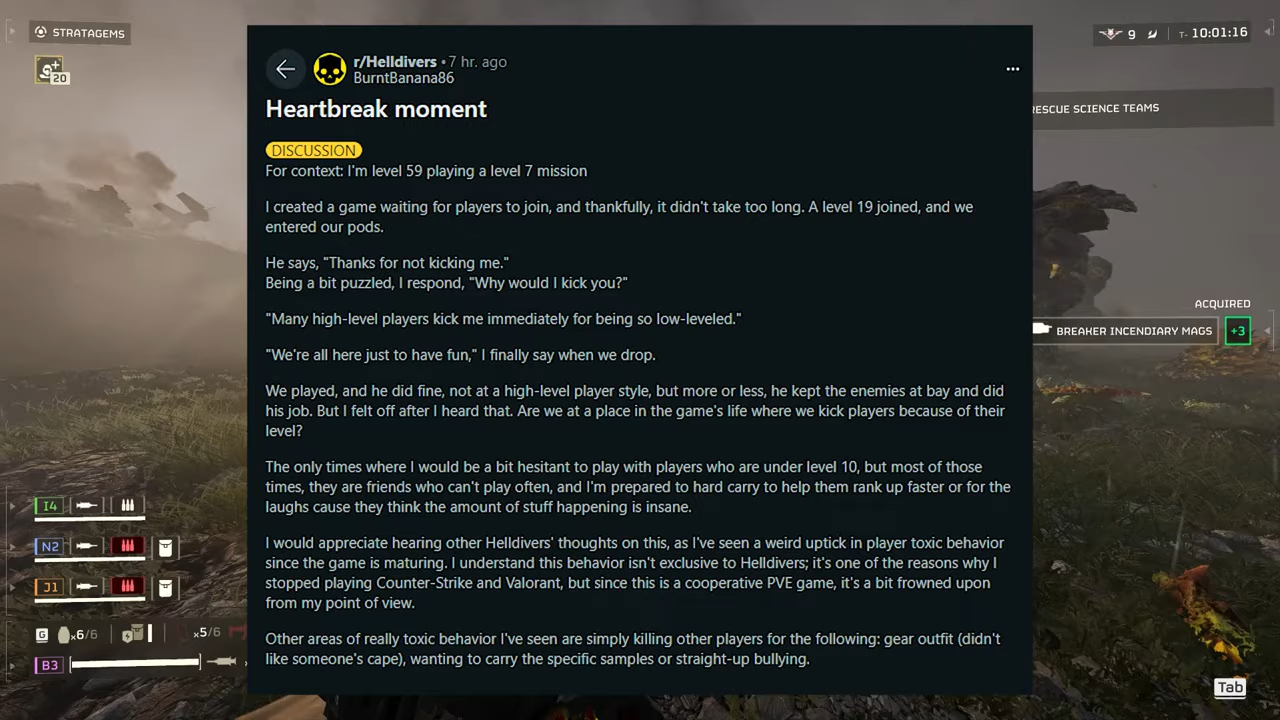 STRATAGEMS
20
9
T- 10:01:16
r/Helldivers • 7 hr. ago
BurntBanana86
RESCUE SCIENCE TEAMS
Heartbreak moment
DISCUSSION
For context: I'm level 59 playing a level 7 mission
I created a game waiting for players to join, and thankfully, it didn't take too long. A level 19 joined, and we
entered our pods.
He says, "Thanks for not kicking me."
Being a bit puzzled, I respond, "Why would I kick you?"
ACQUIRED
"Many high-level players kick me immediately for being so low-leveled."
BREAKER INCENDIARY MAGS +3
"We're all here just to have fun," I finally say when we drop.
We played, and he did fine, not at a high-level player style, but more or less, he kept the enemies at bay and did
his job. But I felt off after I heard that. Are we at a place in the game's life where we kick players because of their
level?
The only times where I would be a bit hesitant to play with players who are under level 10, but most of those
times, they are friends who can't play often, and I'm prepared to hard carry to help them rank up faster or for the
laughs cause they think the amount of stuff happening is insane.
I would appreciate hearing other Helldivers' thoughts on this, as I've seen a weird uptick in player toxic behavior
since the game is maturing. I understand this behavior isn't exclusive to Helldivers; it's one of the reasons why I
stopped playing Counter-Strike and Valorant, but since this is a cooperative PVE game, it's a bit frowned upon
from my point of view.
Other areas of really toxic behavior I've seen are simply killing other players for the following: gear outfit (didn't
like someone's cape), wanting to carry the specific samples or straight-up bullying.
I4
N2
J1
G x6/6 x5/6
B3
Tab